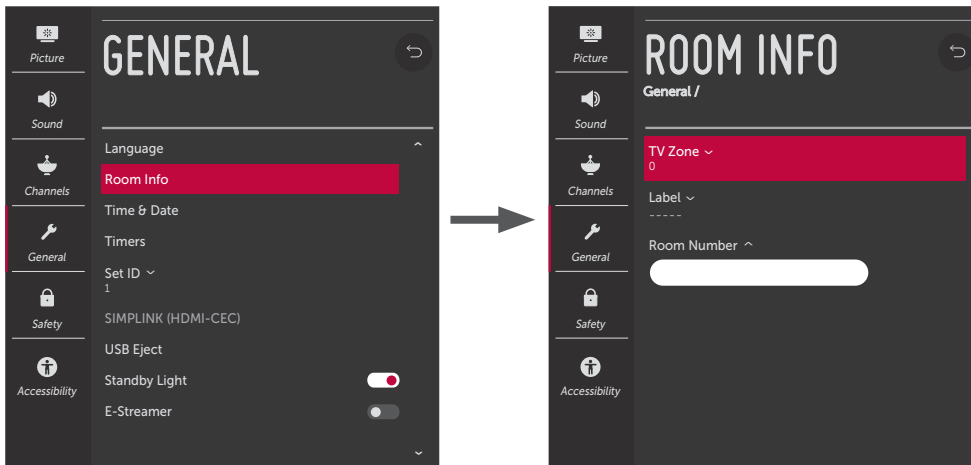 Picture
Sound
Channels
General
Safety
Accessibility
GENERAL
Language
Room Info
Time & Date
Timers
Set ID
1
SIMPLINK (HDMI-CEC)
USB Eject
Standby Light
E-Streamer
Picture
Sound
Channels
General
Safety
Accessibility
ROOM INFO
General /
TV Zone
0
Label
-----
Room Number